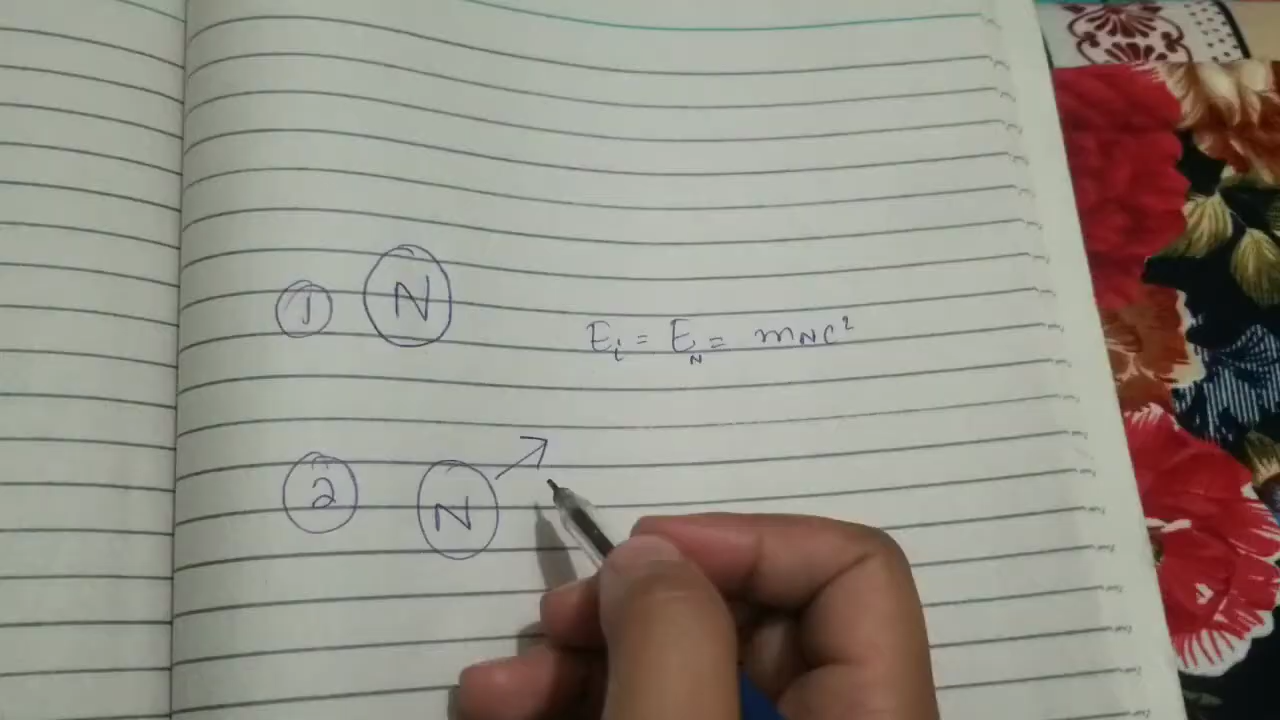 1 N
E_i = E_N = m_N c²
2 N